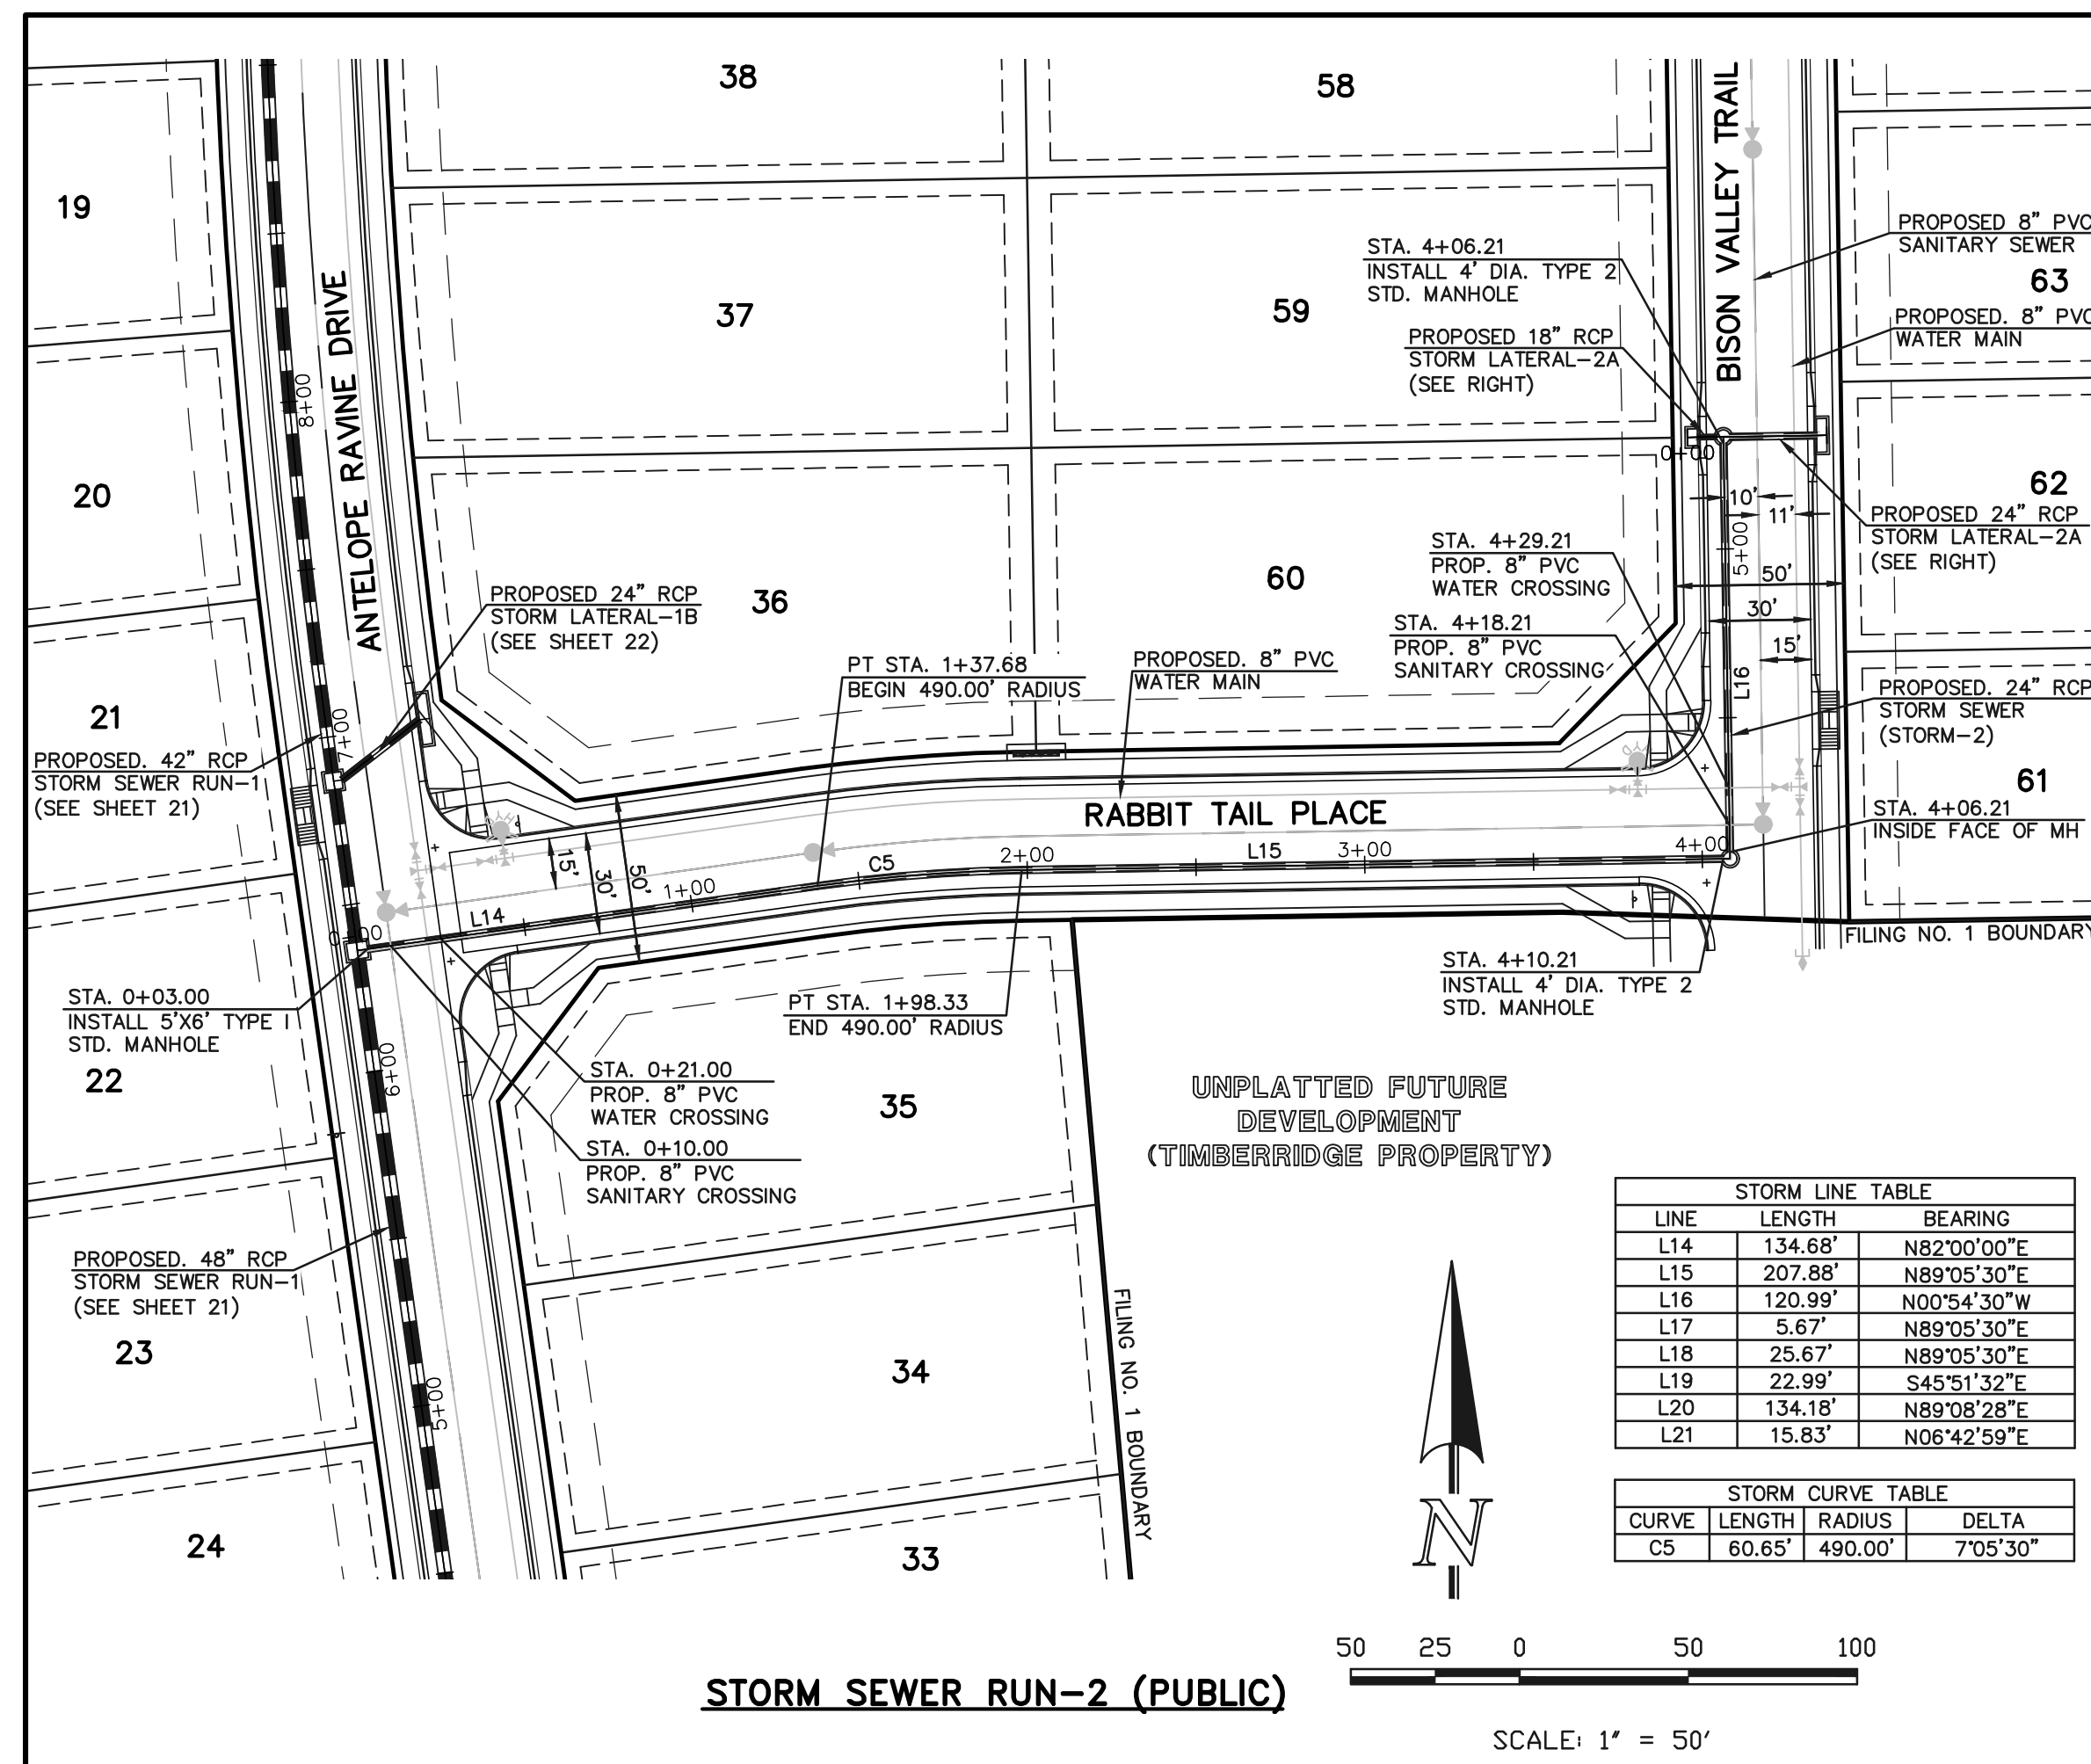 38
58
19
37
59
63
20
36
60
62
21
61
22
35
23
34
24
33
ANTELOPE RAVINE DRIVE
BISON VALLEY TRAIL
RABBIT TAIL PLACE
STA. 4+06.21
INSTALL 4' DIA. TYPE 2
STD. MANHOLE
PROPOSED 18" RCP
STORM LATERAL-2A
(SEE RIGHT)
PROPOSED 8" PVC
SANITARY SEWER
PROPOSED. 8" PVC
WATER MAIN
PROPOSED 24" RCP
STORM LATERAL-2A
(SEE RIGHT)
STA. 4+29.21
PROP. 8" PVC
WATER CROSSING
STA. 4+18.21
PROP. 8" PVC
SANITARY CROSSING
PROPOSED. 24" RCP
STORM SEWER
(STORM-2)
STA. 4+06.21
INSIDE FACE OF MH
FILING NO. 1 BOUNDARY
PROPOSED 24" RCP
STORM LATERAL-1B
(SEE SHEET 22)
PT STA. 1+37.68
BEGIN 490.00' RADIUS
PROPOSED. 8" PVC
WATER MAIN
PROPOSED. 42" RCP
STORM SEWER RUN-1
(SEE SHEET 21)
STA. 0+03.00
INSTALL 5'X6' TYPE I
STD. MANHOLE
PT STA. 1+98.33
END 490.00' RADIUS
STA. 4+10.21
INSTALL 4' DIA. TYPE 2
STD. MANHOLE
STA. 0+21.00
PROP. 8" PVC
WATER CROSSING
STA. 0+10.00
PROP. 8" PVC
SANITARY CROSSING
PROPOSED. 48" RCP
STORM SEWER RUN-1
(SEE SHEET 21)
8+00
7+00
6+00
5+00
0+00
1+00
2+00
3+00
4+00
5+00
0+00
L14
C5
L15
L16
15'
30'
50'
10'
11'
50'
30'
15'
UNPLATTED FUTURE
DEVELOPMENT
(TIMBERRIDGE PROPERTY)
FILING NO. 1 BOUNDARY
STORM LINE TABLE
LINE LENGTH BEARING
L14 134.68' N82°00'00"E
L15 207.88' N89°05'30"E
L16 120.99' N00°54'30"W
L17 5.67' N89°05'30"E
L18 25.67' N89°05'30"E
L19 22.99' S45°51'32"E
L20 134.18' N89°08'28"E
L21 15.83' N06°42'59"E
STORM CURVE TABLE
CURVE LENGTH RADIUS DELTA
C5 60.65' 490.00' 7°05'30"
N
50 25 0 50 100
STORM SEWER RUN-2 (PUBLIC)
SCALE: 1" = 50'